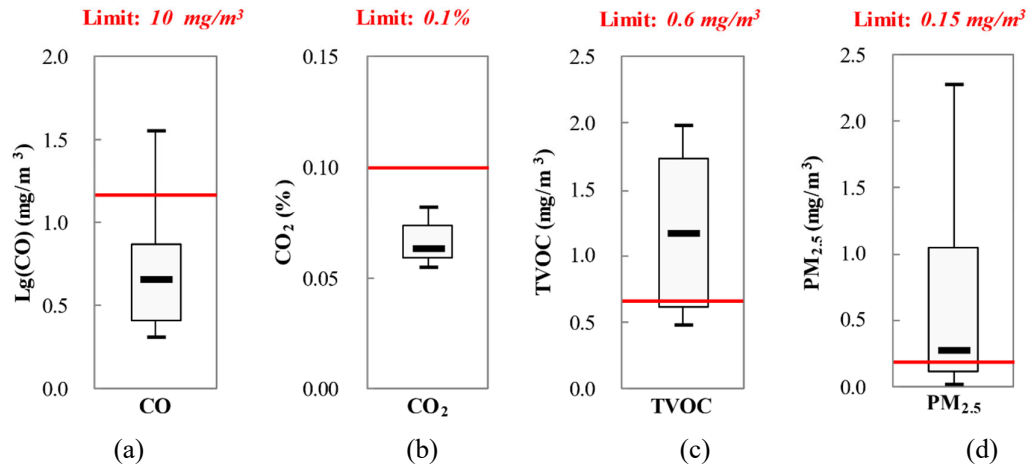 Limit: 10 mg/m³
Lg(CO) (mg/m ³)
2.0
1.5
1.0
0.5
0.0
CO
(a)
Limit: 0.1%
CO₂ (%)
0.15
0.10
0.05
0.00
CO₂
(b)
Limit: 0.6 mg/m³
TVOC (mg/m ³)
2.5
2.0
1.5
1.0
0.5
0.0
TVOC
(c)
Limit: 0.15 mg/m³
PM₂.₅ (mg/m³)
2.5
2.0
1.5
1.0
0.5
0.0
PM₂.₅
(d)